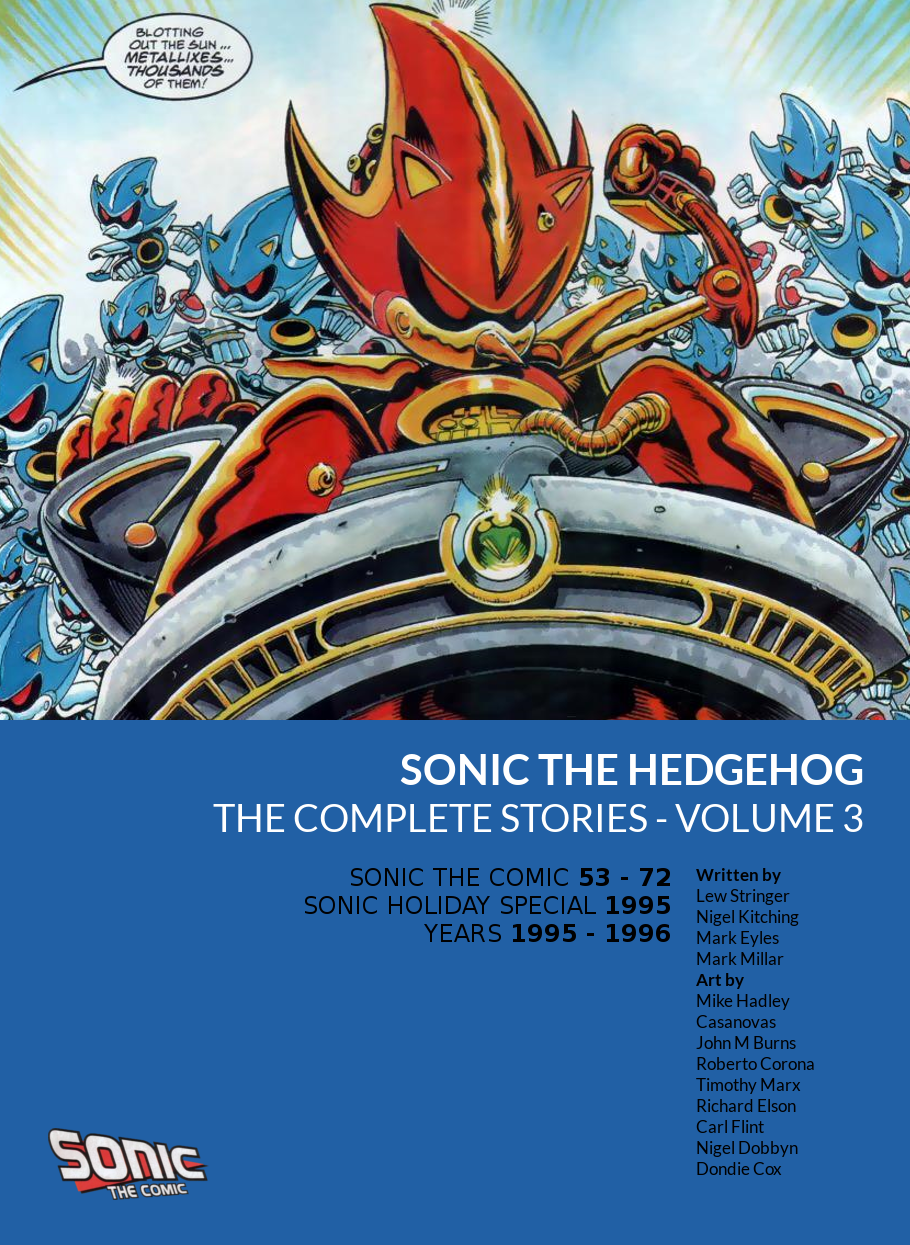 BLOTTING
OUT THE SUN...
METALLIXES...
THOUSANDS
OF THEM!
SONIC THE HEDGEHOG
THE COMPLETE STORIES - VOLUME 3
SONIC THE COMIC 53 - 72
SONIC HOLIDAY SPECIAL 1995
YEARS 1995 - 1996
Written by
Lew Stringer
Nigel Kitching
Mark Eyles
Mark Millar
Art by
Mike Hadley
Casanovas
John M Burns
Roberto Corona
Timothy Marx
Richard Elson
Carl Flint
Nigel Dobbyn
Dondie Cox
SONIC
THE COMIC